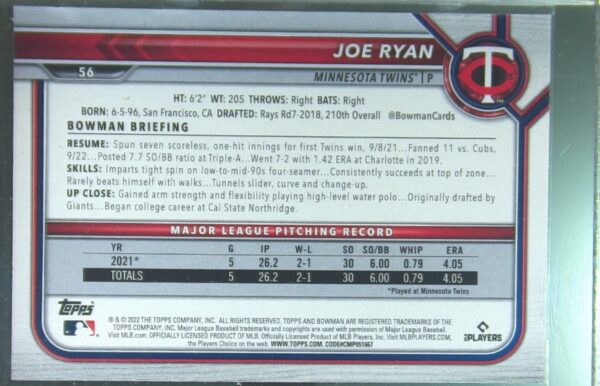 JOE RYAN
56
MINNESOTA TWINS® | P
TC
HT: 6'2" WT: 205 THROWS: Right BATS: Right
BORN: 6-5-96, San Francisco, CA DRAFTED: Rays Rd7-2018, 210th Overall @BowmanCards
BOWMAN BRIEFING
RESUME: Spun seven scoreless, one-hit innings for first Twins win, 9/8/21...Fanned 11 vs. Cubs,
9/22...Posted 7.7 SO/BB ratio at Triple-A...Went 7-2 with 1.42 ERA at Charlotte in 2019.
SKILLS: Imparts tight spin on low-to-mid-90s four-seamer...Consistently succeeds at top of zone...
Rarely beats himself with walks...Tunnels slider, curve and change-up.
UP CLOSE: Gained arm strength and flexibility playing high-level water polo...Originally drafted by
Giants...Began college career at Cal State Northridge.
MAJOR LEAGUE PITCHING RECORD
YR G IP W-L SO SO/BB WHIP ERA
2021* 5 26.2 2-1 30 6.00 0.79 4.05
TOTALS 5 26.2 2-1 30 6.00 0.79 4.05
*Played at Minnesota Twins
Topps
® & © 2022 THE TOPPS COMPANY, INC. ALL RIGHTS RESERVED. TOPPS AND BOWMAN ARE REGISTERED TRADEMARKS OF THE
TOPPS COMPANY, INC. Major League Baseball trademarks and copyrights are used with permission of Major League Baseball.
Visit MLB.com. OFFICIALLY LICENSED PRODUCT OF MLB. Officially Licensed Product of MLB Players, Inc. Visit MLBPLAYERS.COM,
the Players Choice on the web. WWW.TOPPS.COM. CODE#CMP051667
MLB PLAYERS